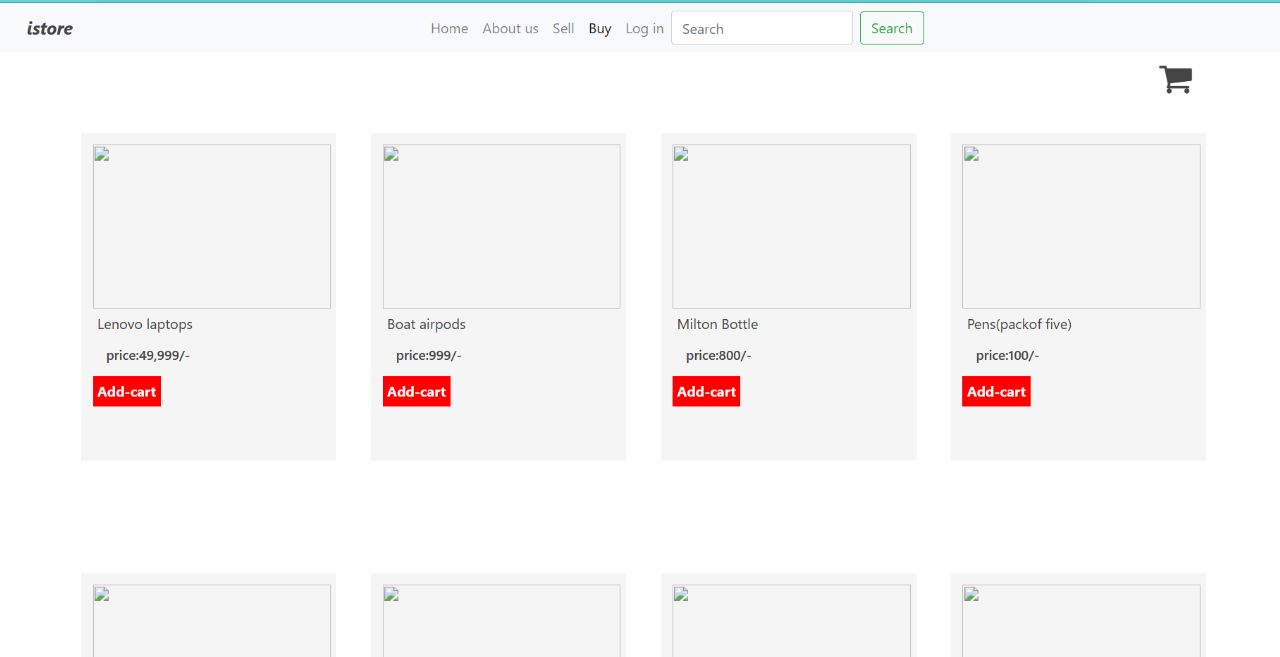 istore
Home About us Sell Buy Log in Search Search
Lenovo laptops
price:49,999/-
Add-cart
Boat airpods
price:999/-
Add-cart
Milton Bottle
price:800/-
Add-cart
Pens(packof five)
price:100/-
Add-cart